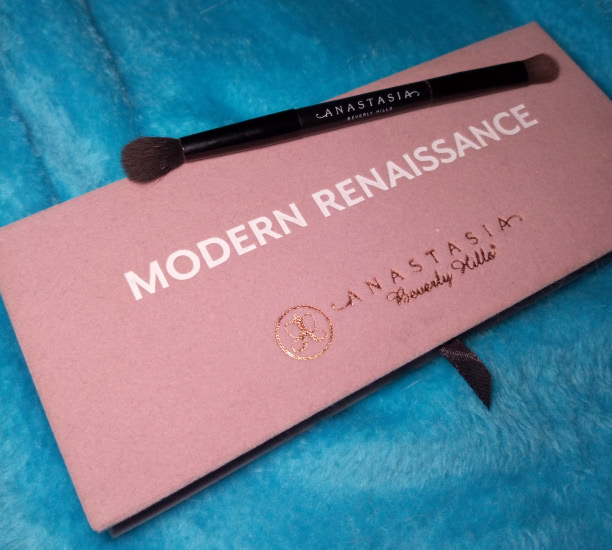 ANASTASIA
BEVERLY HILLS
MODERN RENAISSANCE
ANASTASIA
Beverly Hills®